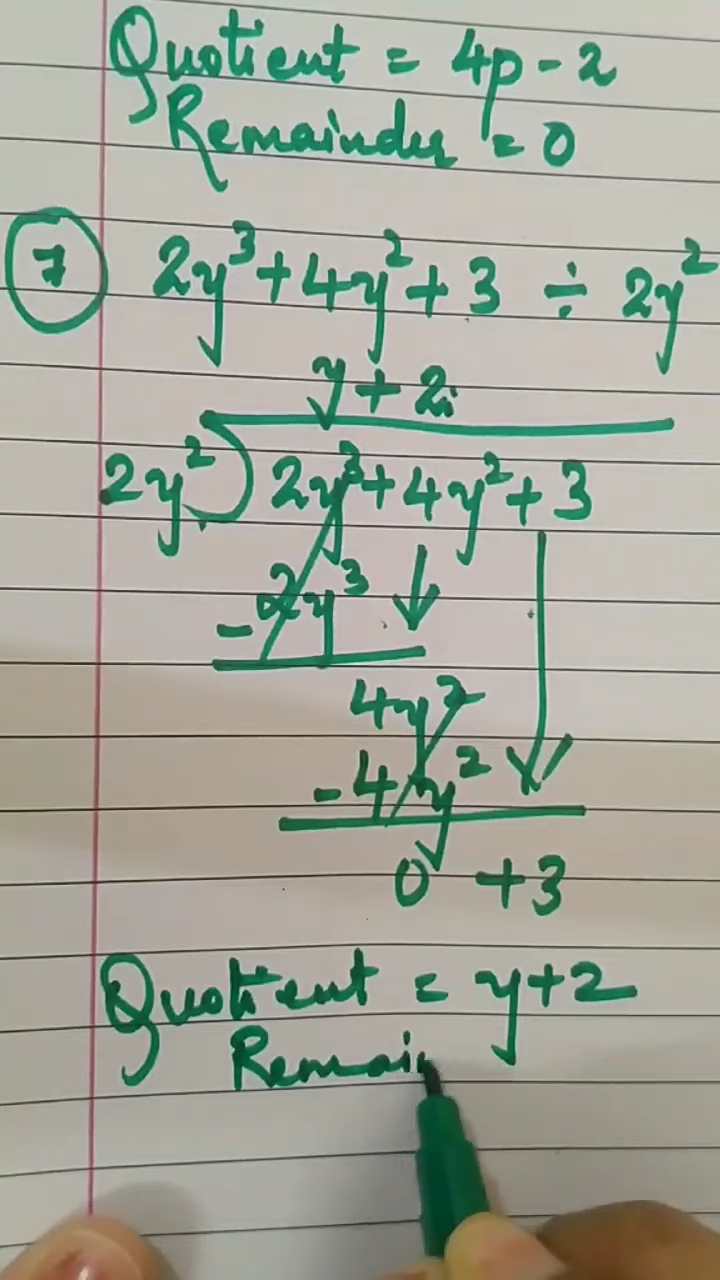 Quotient = 4p - 2
Remainder = 0
7 2y³ + 4y² + 3 ÷ 2y²
y + 2
2y² ) 2y³ + 4y² + 3
- 2y³
4y²
- 4y²
0 + 3
Quotient = y + 2
Remai